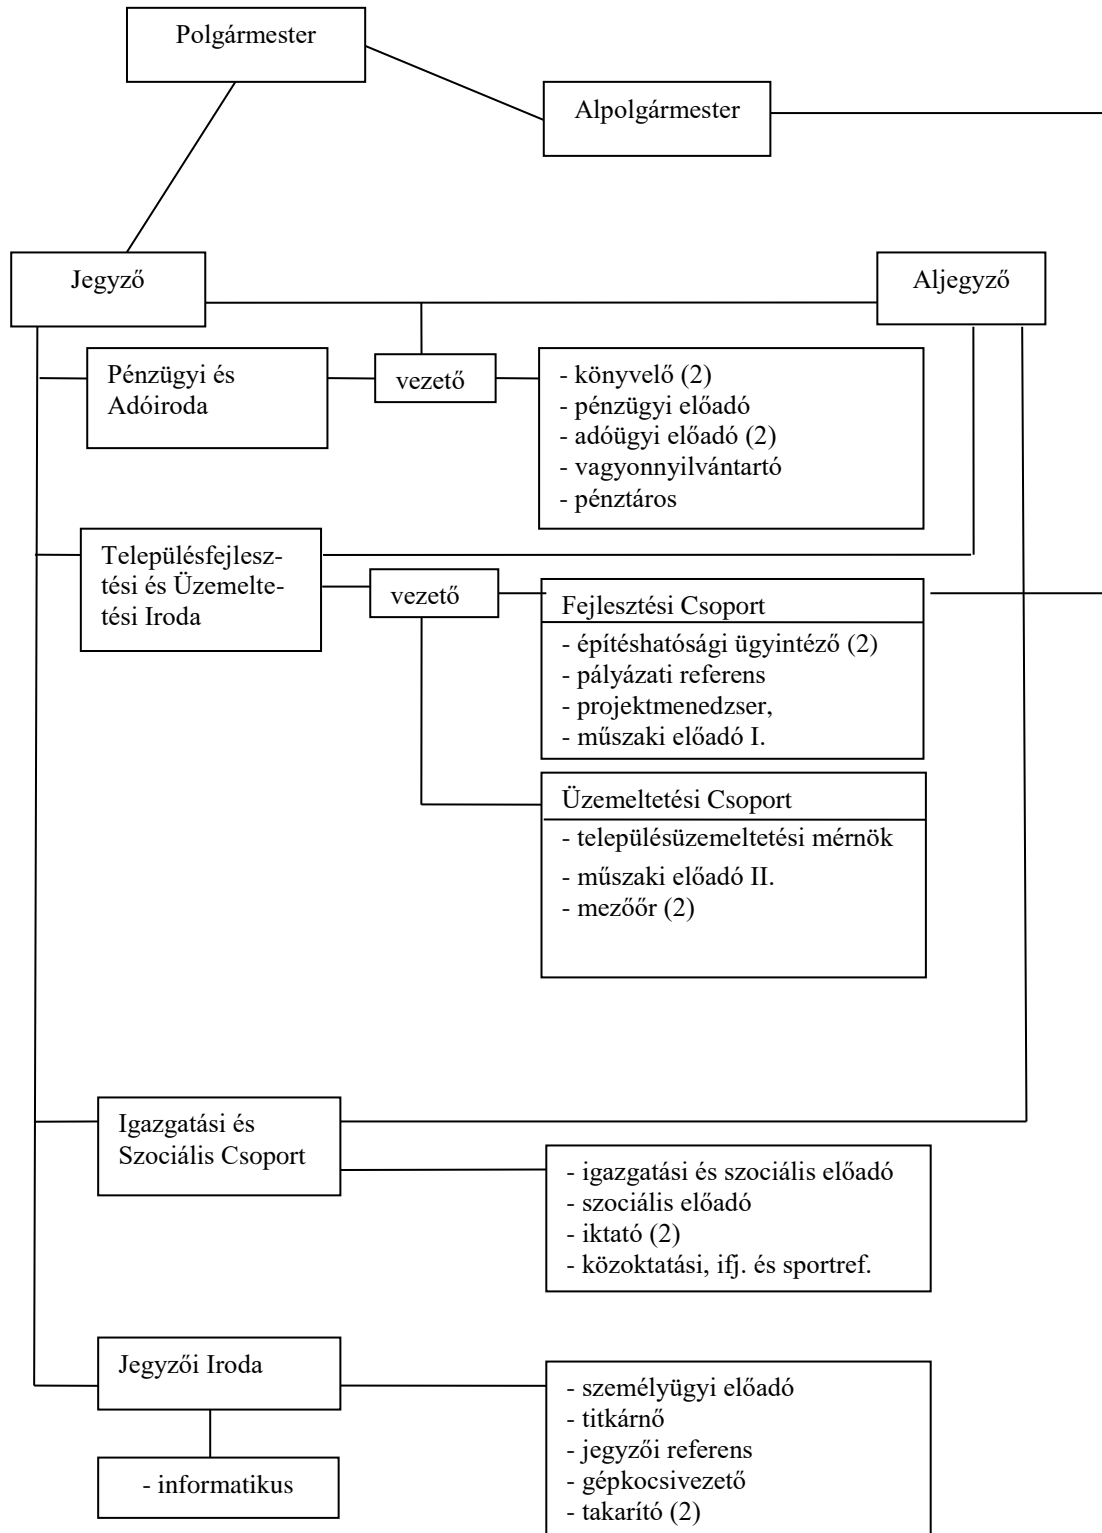 Polgármester
Alpolgármester
Jegyző
Aljegyző
Pénzügyi és
Adóiroda
vezető
- könyvelő (2)
- pénzügyi előadó
- adóügyi előadó (2)
- vagyonnyilvántartó
- pénztáros
Településfejlesz-
tési és Üzemelte-
tési Iroda
vezető
Fejlesztési Csoport
- építéshatósági ügyintéző (2)
- pályázati referens
- projektmenedzser,
- műszaki előadó I.
Üzemeltetési Csoport
- településüzemeltetési mérnök
- műszaki előadó II.
- mezőőr (2)
Igazgatási és
Szociális Csoport
- igazgatási és szociális előadó
- szociális előadó
- iktató (2)
- közoktatási, ifj. és sportref.
Jegyzői Iroda
- személyügyi előadó
- titkárnő
- jegyzői referens
- gépkocsivezető
- takarító (2)
- informatikus